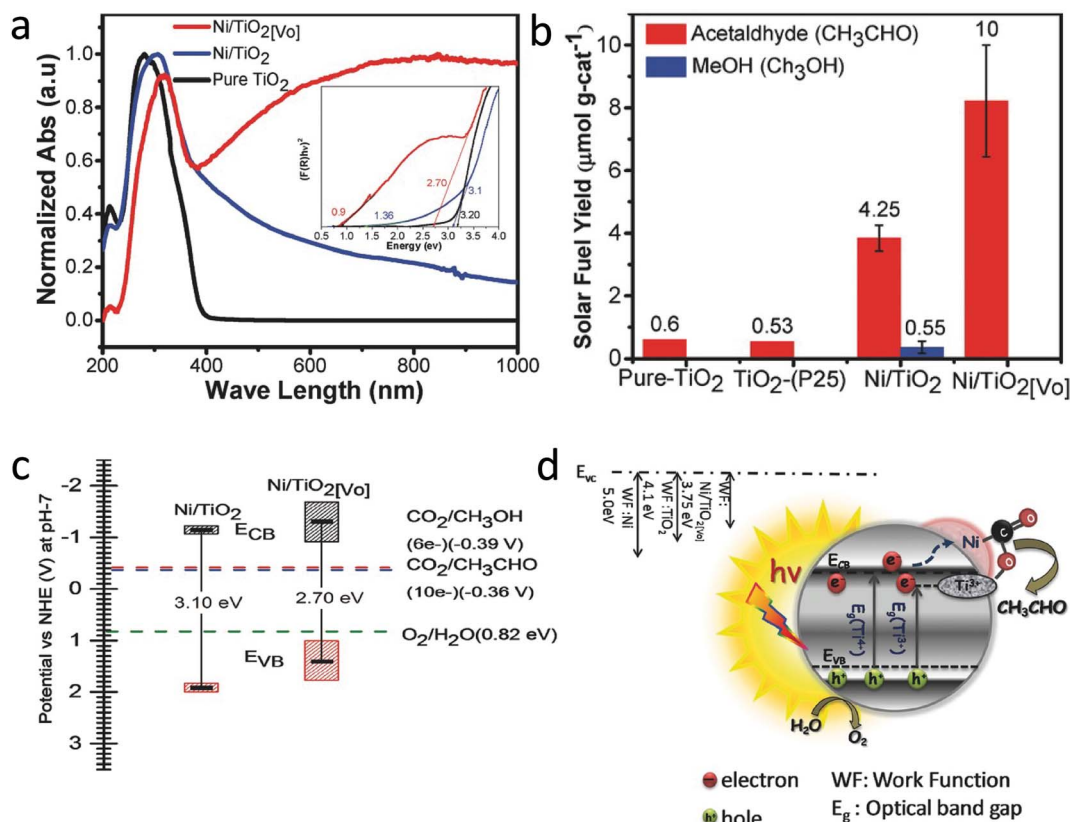 a
Ni/TiO2[Vo]
Ni/TiO2
Pure TiO2
Normalized Abs (a.u)
1.0
0.8
0.6
0.4
0.2
0.0
200 400 600 800 1000
Wave Length (nm)
(F(R)hν)²
2.70
3.1
0.9
1.36
3.20
0.5 1.0 1.5 2.0 2.5 3.0 3.5 4.0
Energy (ev)
b
Acetaldhyde (CH3CHO)
MeOH (Ch3OH)
Solar Fuel Yield (μmol g-cat⁻¹)
10
8
6
4
2
0
0.6
0.53
4.25
0.55
10
Pure-TiO2 TiO2-(P25) Ni/TiO2 Ni/TiO2[Vo]
c
Potential vs NHE (V) at pH-7
-2
-1
0
1
2
3
Ni/TiO2
Ni/TiO2[Vo]
ECB
3.10 eV
2.70 eV
EVB
CO2/CH3OH
(6e-)(-0.39 V)
CO2/CH3CHO
(10e-)(-0.36 V)
O2/H2O(0.82 eV)
d
EVC
WF:Ni
5.0eV
WF:TiO2
4.1 eV
WF:
Ni/TiO2[Vo]
3.75 eV
hν
ECB
e⁻
e⁻
e⁻
Ni
C
O
O
Ti³⁺
CH3CHO
Eg(Ti⁴⁺)
Eg(Ti³⁺)
EVB
h⁺
h⁺
h⁺
H2O
O2
electron
hole
WF: Work Function
Eg : Optical band gap